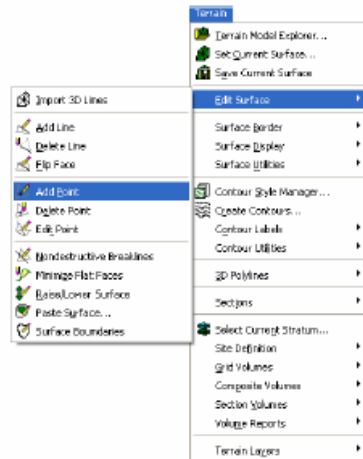 Terrain
Terrain Model Explorer...
Set Current Surface...
Save Current Surface
Edit Surface
Surface Border
Surface Display
Surface Utilities
Contour Style Manager...
Create Contours...
Contour Labels
Contour Utilities
3D Polylines
Sections
Select Current Stratum...
Site Definition
Grid Volumes
Composite Volumes
Section Volumes
Volume Reports
Terrain Layers
Import 3D Lines
Add Line
Delete Line
Flip Face
Add Point
Delete Point
Edit Point
Nondestructive Breaklines
Minimize Flat Faces
Raise/Lower Surface
Paste Surface...
Surface Boundaries